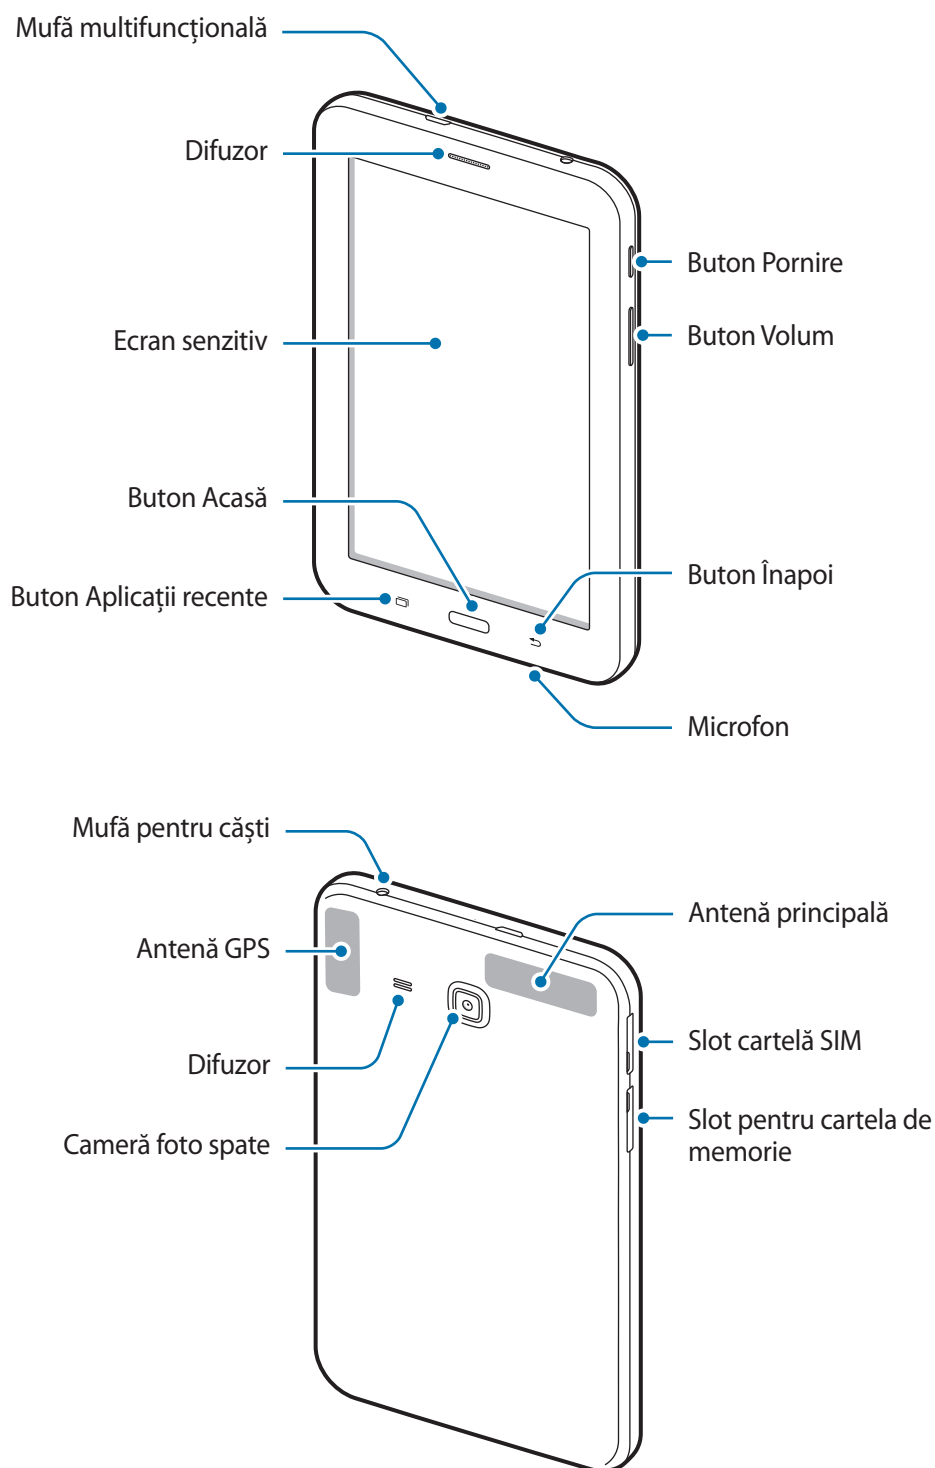 Mufă multifuncțională
Difuzor
Buton Pornire
Ecran senzitiv
Buton Volum
Buton Acasă
Buton Înapoi
Buton Aplicații recente
Microfon
Mufă pentru căști
Antenă principală
Antenă GPS
Slot cartelă SIM
Difuzor
Slot pentru cartela de
memorie
Cameră foto spate